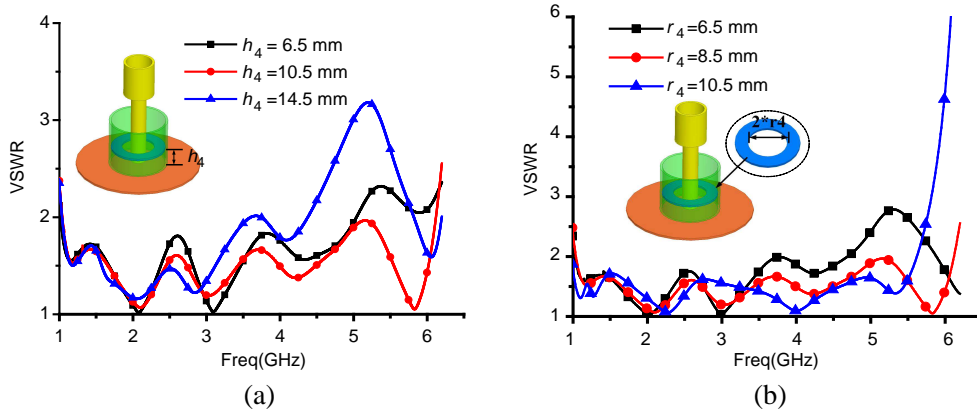 4
3
2
1
VSWR
h4 = 6.5 mm
h4 = 10.5 mm
h4 = 14.5 mm
h4
1 2 3 4 5 6
Freq(GHz)
(a)
6
5
4
3
2
1
VSWR
r4=6.5 mm
r4=8.5 mm
r4=10.5 mm
2*r4
1 2 3 4 5 6
Freq(GHz)
(b)